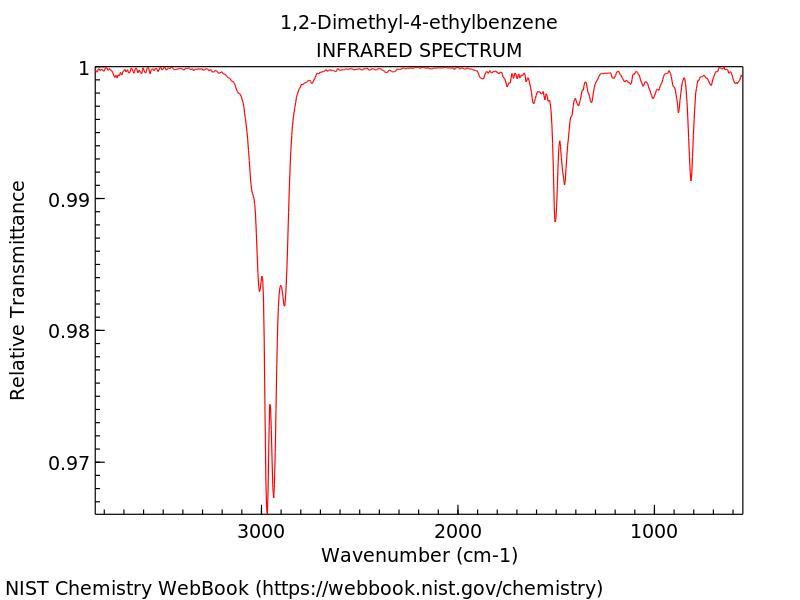 1,2-Dimethyl-4-ethylbenzene
INFRARED SPECTRUM
1
0.99
0.98
0.97
Relative Transmittance
3000 2000 1000
Wavenumber (cm-1)
NIST Chemistry WebBook (https://webbook.nist.gov/chemistry)